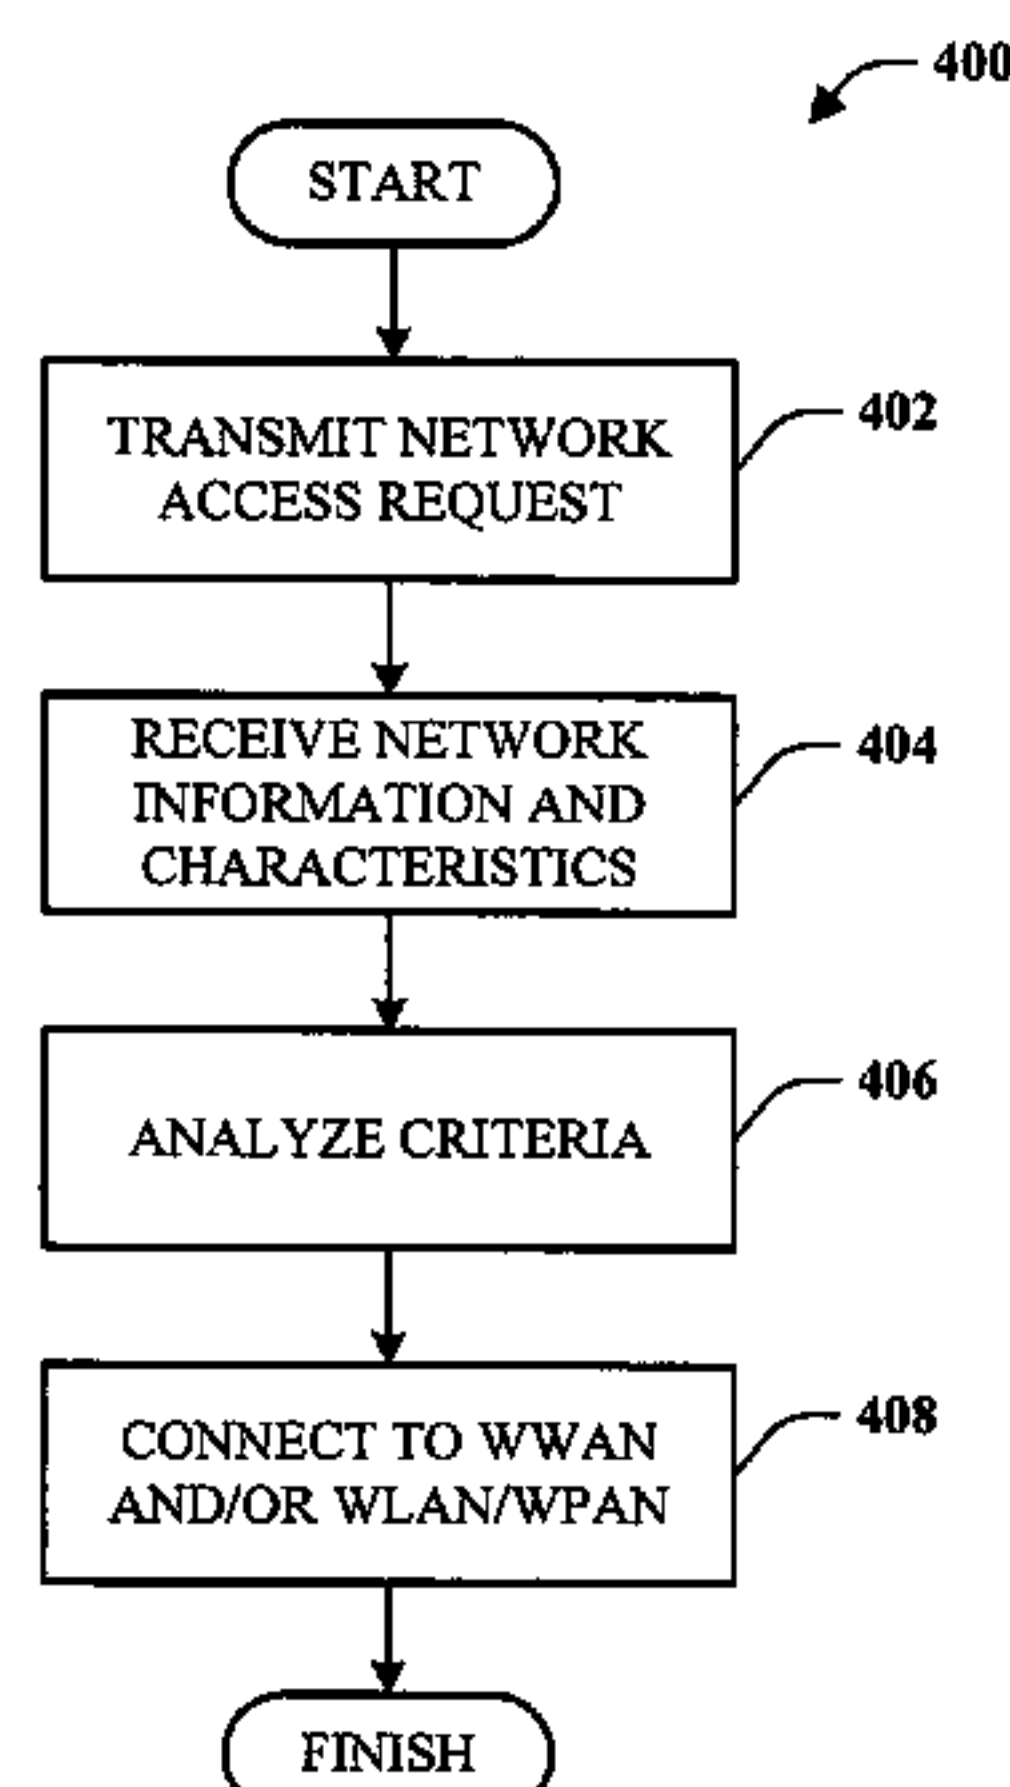 400
START
TRANSMIT NETWORK
ACCESS REQUEST
402
RECEIVE NETWORK
INFORMATION AND
CHARACTERISTICS
404
ANALYZE CRITERIA
406
CONNECT TO WWAN
AND/OR WLAN/WPAN
408
FINISH